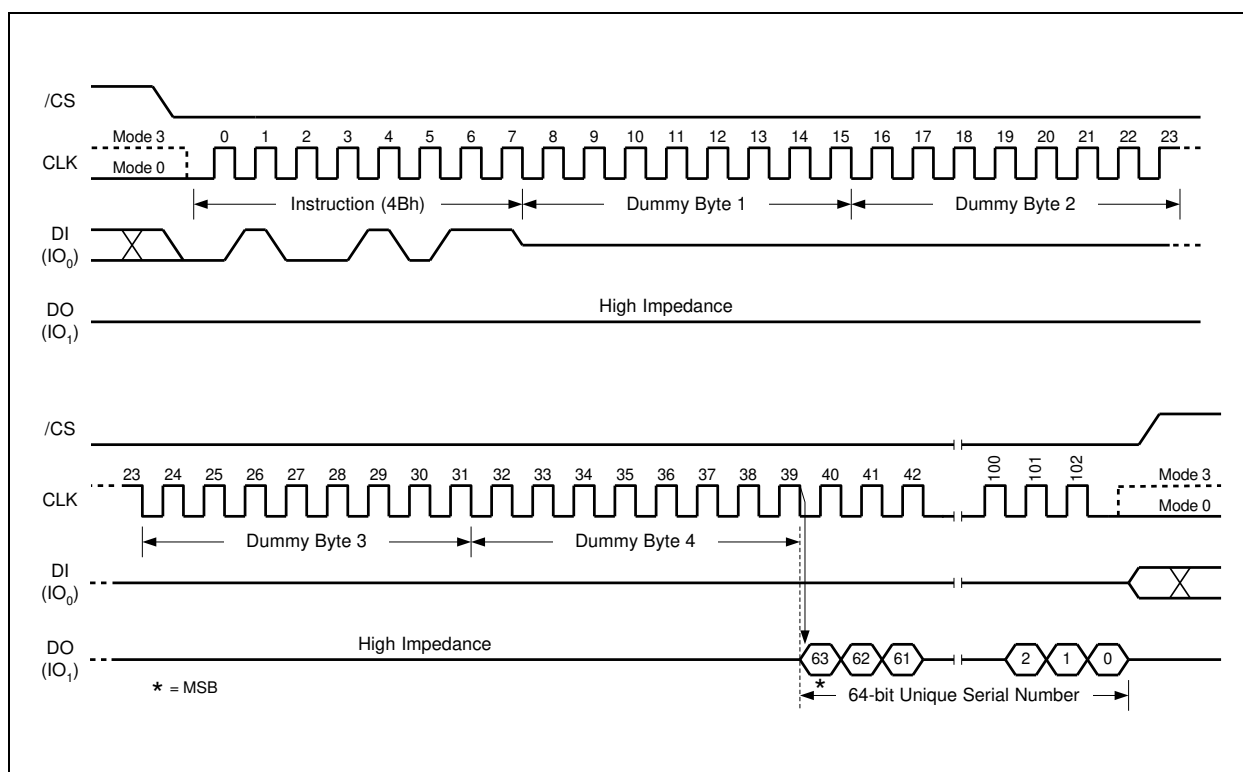 /CS
Mode 3 0 1 2 3 4 5 6 7 8 9 10 11 12 13 14 15 16 17 18 19 20 21 22 23
CLK Mode 0
Instruction (4Bh) Dummy Byte 1 Dummy Byte 2
DI
(IO0)
High Impedance
DO
(IO1)
/CS
23 24 25 26 27 28 29 30 31 32 33 34 35 36 37 38 39 40 41 42 100 101 102 Mode 3
CLK Mode 0
Dummy Byte 3 Dummy Byte 4
DI
(IO0)
High Impedance
DO
(IO1)
63 62 61 2 1 0
* = MSB
*
64-bit Unique Serial Number